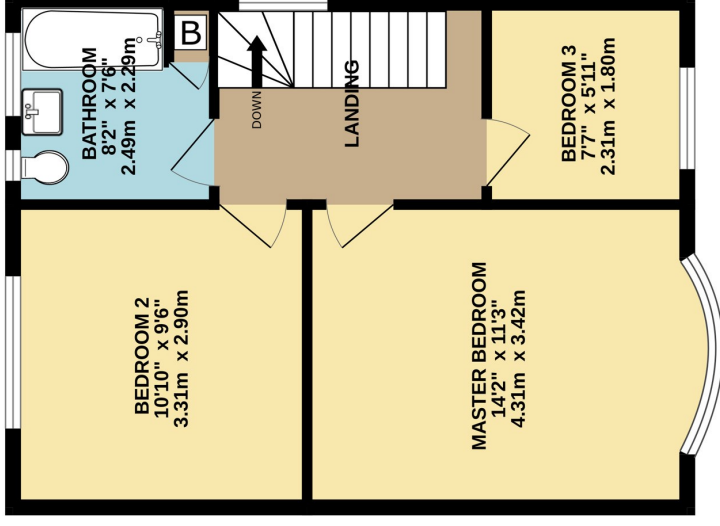 BATHROOM
8'2" x 7'6"
2.49m x 2.29m
B
DOWN
LANDING
BEDROOM 3
7'7" x 5'11"
2.31m x 1.80m
BEDROOM 2
10'10" x 9'6"
3.31m x 2.90m
MASTER BEDROOM
14'2" x 11'3"
4.31m x 3.42m